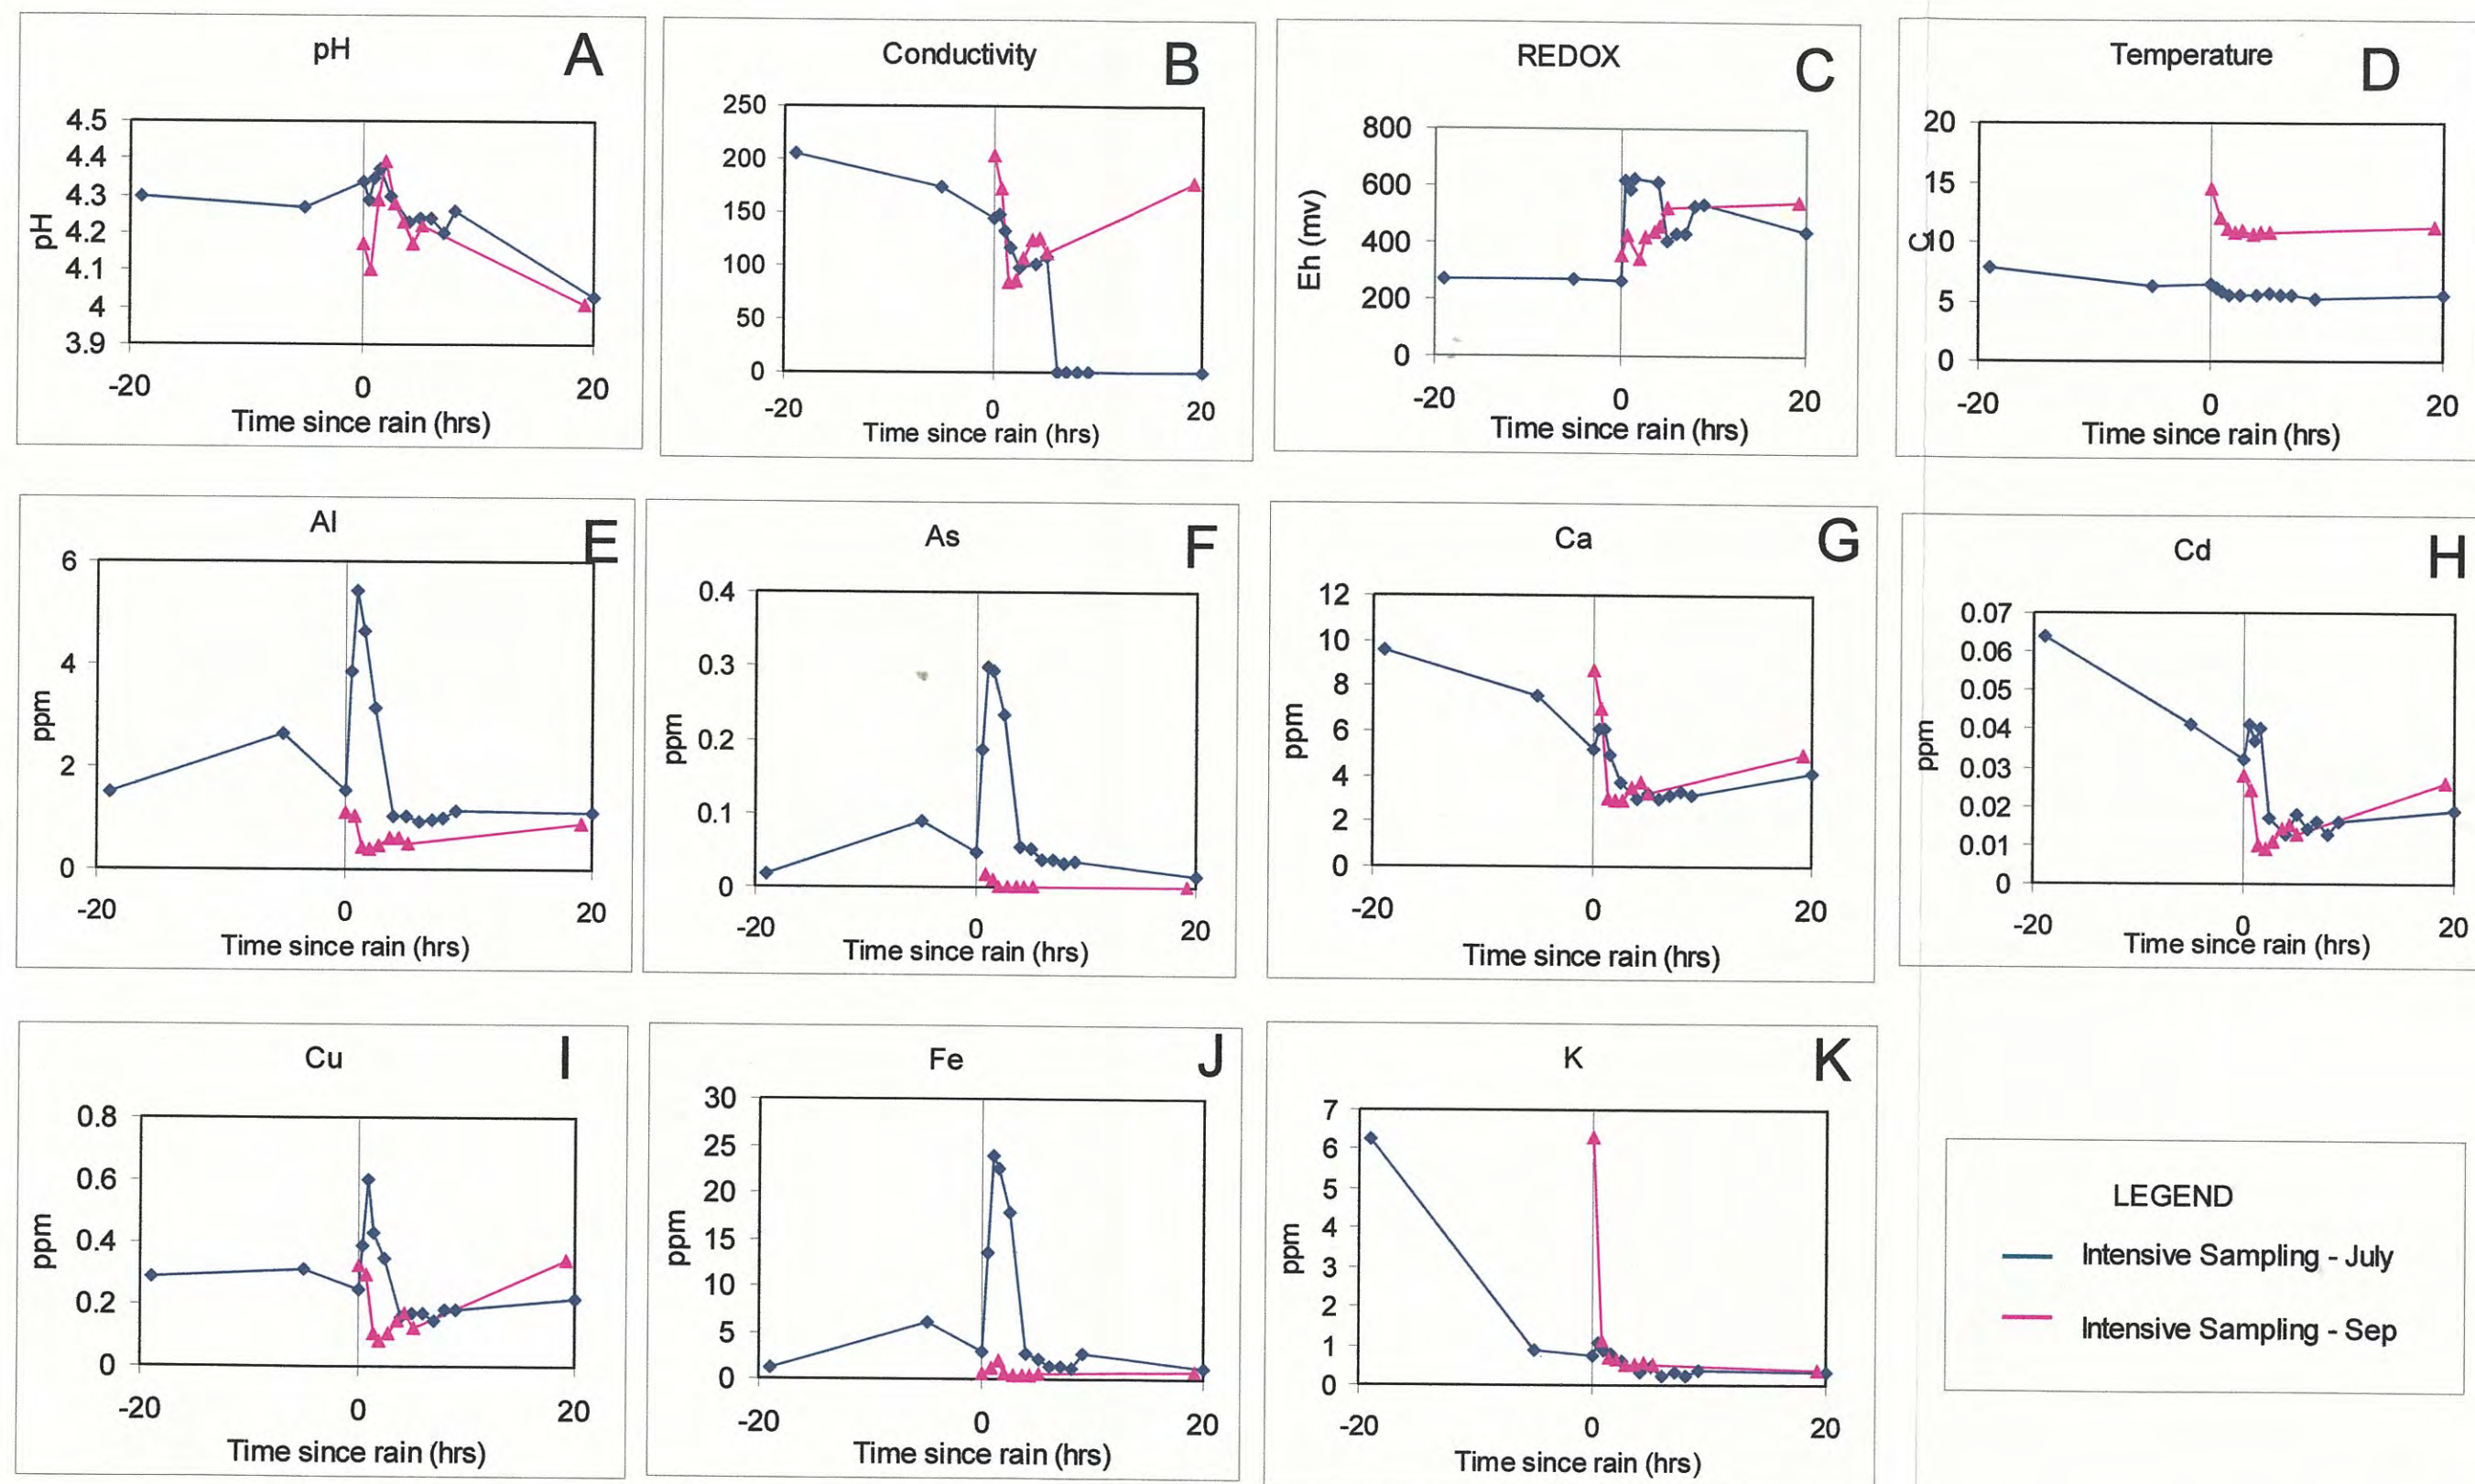 pH
A
pH
4.5
4.4
4.3
4.2
4.1
4
3.9
-20
0
20
Time since rain (hrs)
Conductivity
B
250
200
150
100
50
0
-20
0
20
Time since rain (hrs)
REDOX
C
Eh (mv)
800
600
400
200
0
-20
0
20
Time since rain (hrs)
Temperature
D
C
20
15
10
5
0
-20
0
20
Time since rain (hrs)
Al
E
ppm
6
4
2
0
-20
0
20
Time since rain (hrs)
As
F
ppm
0.4
0.3
0.2
0.1
0
-20
0
20
Time since rain (hrs)
Ca
G
ppm
12
10
8
6
4
2
0
-20
0
20
Time since rain (hrs)
Cd
H
ppm
0.07
0.06
0.05
0.04
0.03
0.02
0.01
0
-20
0
20
Time since rain (hrs)
Cu
I
ppm
0.8
0.6
0.4
0.2
0
-20
0
20
Time since rain (hrs)
Fe
J
ppm
30
25
20
15
10
5
0
-20
0
20
Time since rain (hrs)
K
K
ppm
7
6
5
4
3
2
1
0
-20
0
20
Time since rain (hrs)
LEGEND
Intensive Sampling - July
Intensive Sampling - Sep